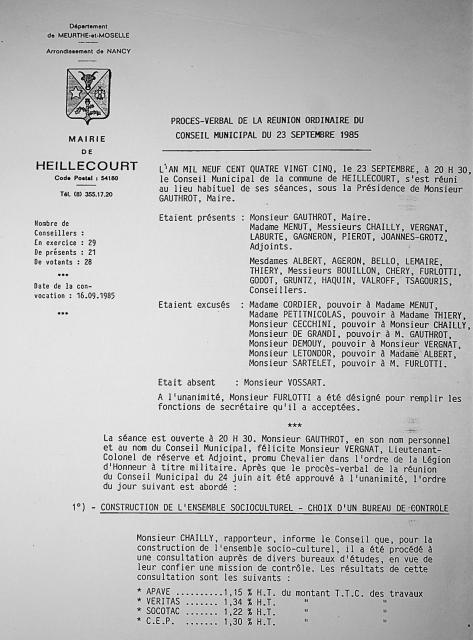 Département
de MEURTHE-et-MOSELLE
Arrondissement de NANCY
MAIRIE
DE
HEILLECOURT
Code Postal : 54180
Tél. (8) 355.17.20
Nombre de
Conseillers :
En exercice : 29
De présents : 21
De votants : 28
***
Date de la con-
vocation : 16.09.1985
***
PROCES-VERBAL DE LA REUNION ORDINAIRE DU
CONSEIL MUNICIPAL DU 23 SEPTEMBRE 1985
L'AN MIL NEUF CENT QUATRE VINGT CINQ, le 23 SEPTEMBRE, à 20 H 30,
le Conseil Municipal de la commune de HEILLECOURT, s'est réuni
au lieu habituel de ses séances, sous la Présidence de Monsieur
GAUTHROT, Maire.
Etaient présents : Monsieur GAUTHROT, Maire.
Madame MENUT, Messieurs CHAILLY, VERGNAT,
LABURTE, GAGNERON, PIEROT, JOANNES-GROTZ,
Adjoints.
Mesdames ALBERT, AGERON, BELLO, LEMAIRE,
THIERY, Messieurs BOUILLON, CHERY, FURLOTTI,
GODOT, GRUNTZ, HAQUIN, VALROFF, TSAGOURIS,
Conseillers.
Etaient excusés : Madame CORDIER, pouvoir à Madame MENUT,
Madame PETITNICOLAS, pouvoir à Madame THIERY,
Monsieur CECCHINI, pouvoir à Monsieur CHAILLY,
Monsieur DE GRANDI, pouvoir à M. GAUTHROT,
Monsieur DEMOUY, pouvoir à Monsieur VERGNAT,
Monsieur LETONDOR, pouvoir à Madame ALBERT,
Monsieur SARTELET, pouvoir à M. FURLOTTI.
Etait absent : Monsieur VOSSART.
A l'unanimité, Monsieur FURLOTTI a été désigné pour remplir les
fonctions de secrétaire qu'il a acceptées.
***
La séance est ouverte à 20 H 30. Monsieur GAUTHROT, en son nom personnel
et au nom du Conseil Municipal, félicite Monsieur VERGNAT, Lieutenant-
Colonel de réserve et Adjoint, promu Chevalier dans l'ordre de la Légion
d'Honneur à titre militaire. Après que le procès-verbal de la réunion
du Conseil Municipal du 24 juin ait été approuvé à l'unanimité, l'ordre
du jour suivant est abordé :
1°) - CONSTRUCTION DE L'ENSEMBLE SOCIOCULTUREL - CHOIX D'UN BUREAU DE CONTROLE
Monsieur CHAILLY, rapporteur, informe le Conseil que, pour la
construction de l'ensemble socio-culturel, il a été procédé à
une consultation auprès de divers bureaux d'études, en vue de
leur confier une mission de contrôle. Les résultats de cette
consultation sont les suivants :
* APAVE ..........1,15 % H.T. du montant T.T.C. des travaux
* VERITAS ....... 1,34 % H.T. " "
* SOCOTAC ....... 1,22 % H.T. " "
* C.E.P. ........ 1,30 % H.T. " "